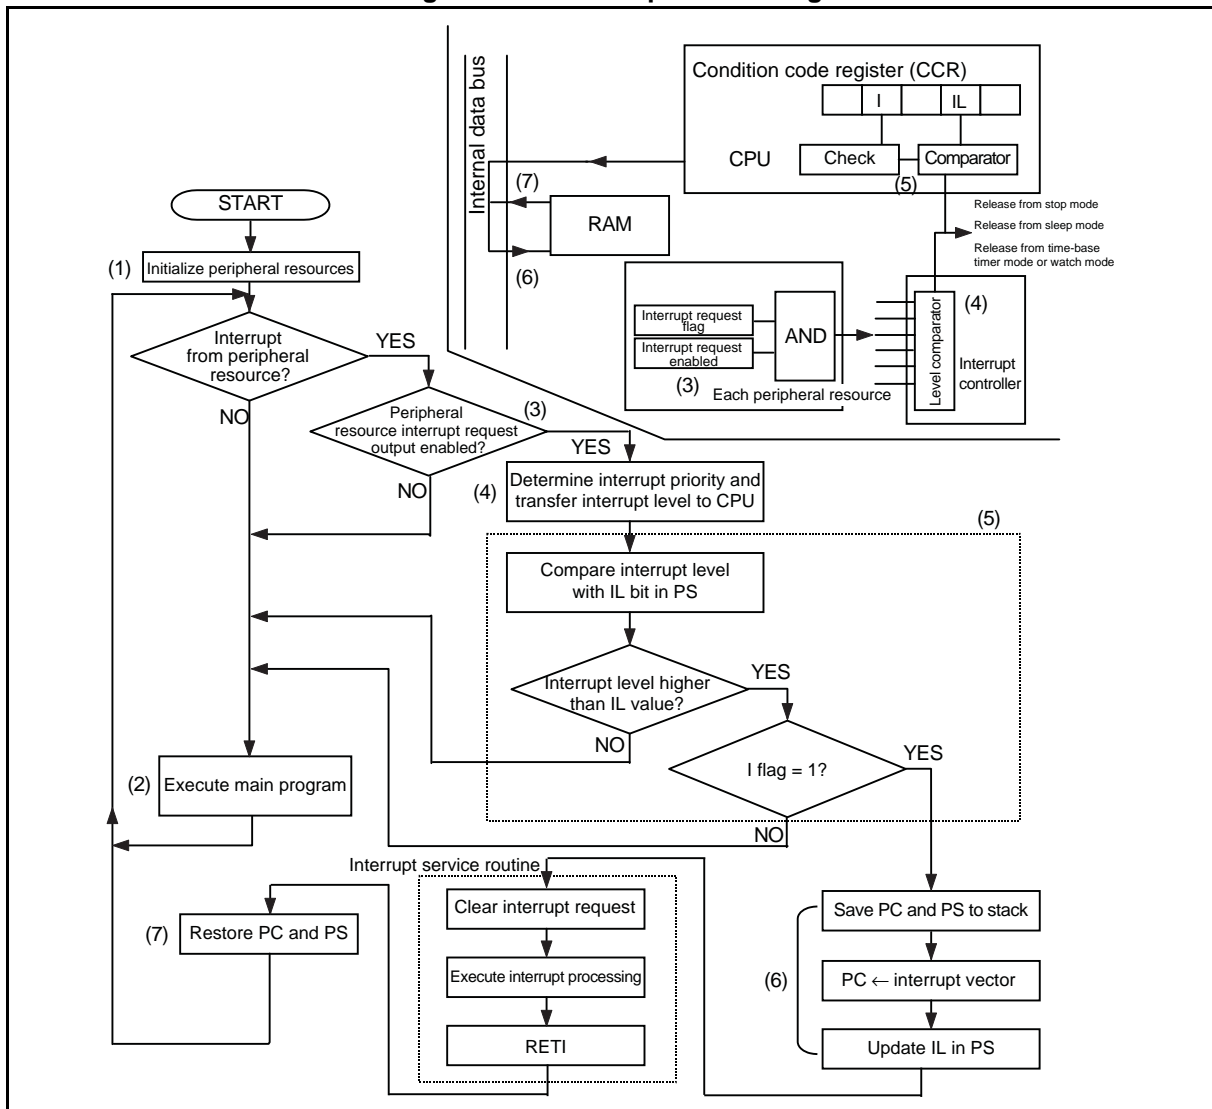 Internal data bus
Condition code register (CCR)
I
IL
CPU
Check
Comparator
(5)
(7)
RAM
(6)
Release from stop mode
Release from sleep mode
Release from time-base
timer mode or watch mode
Interrupt request
flag
Interrupt request
enabled
AND
(3)
Each peripheral resource
Level comparator
(4)
Interrupt
controller
START
(1)
Initialize peripheral resources
Interrupt
from peripheral
resource?
YES
NO
Peripheral
resource interrupt request
output enabled?
(3)
YES
NO
(4)
Determine interrupt priority and
transfer interrupt level to CPU
(5)
Compare interrupt level
with IL bit in PS
Interrupt level higher
than IL value?
YES
NO
I flag = 1?
YES
NO
(2)
Execute main program
Interrupt service routine
Clear interrupt request
Execute interrupt processing
RETI
(7)
Restore PC and PS
(6)
Save PC and PS to stack
PC ← interrupt vector
Update IL in PS